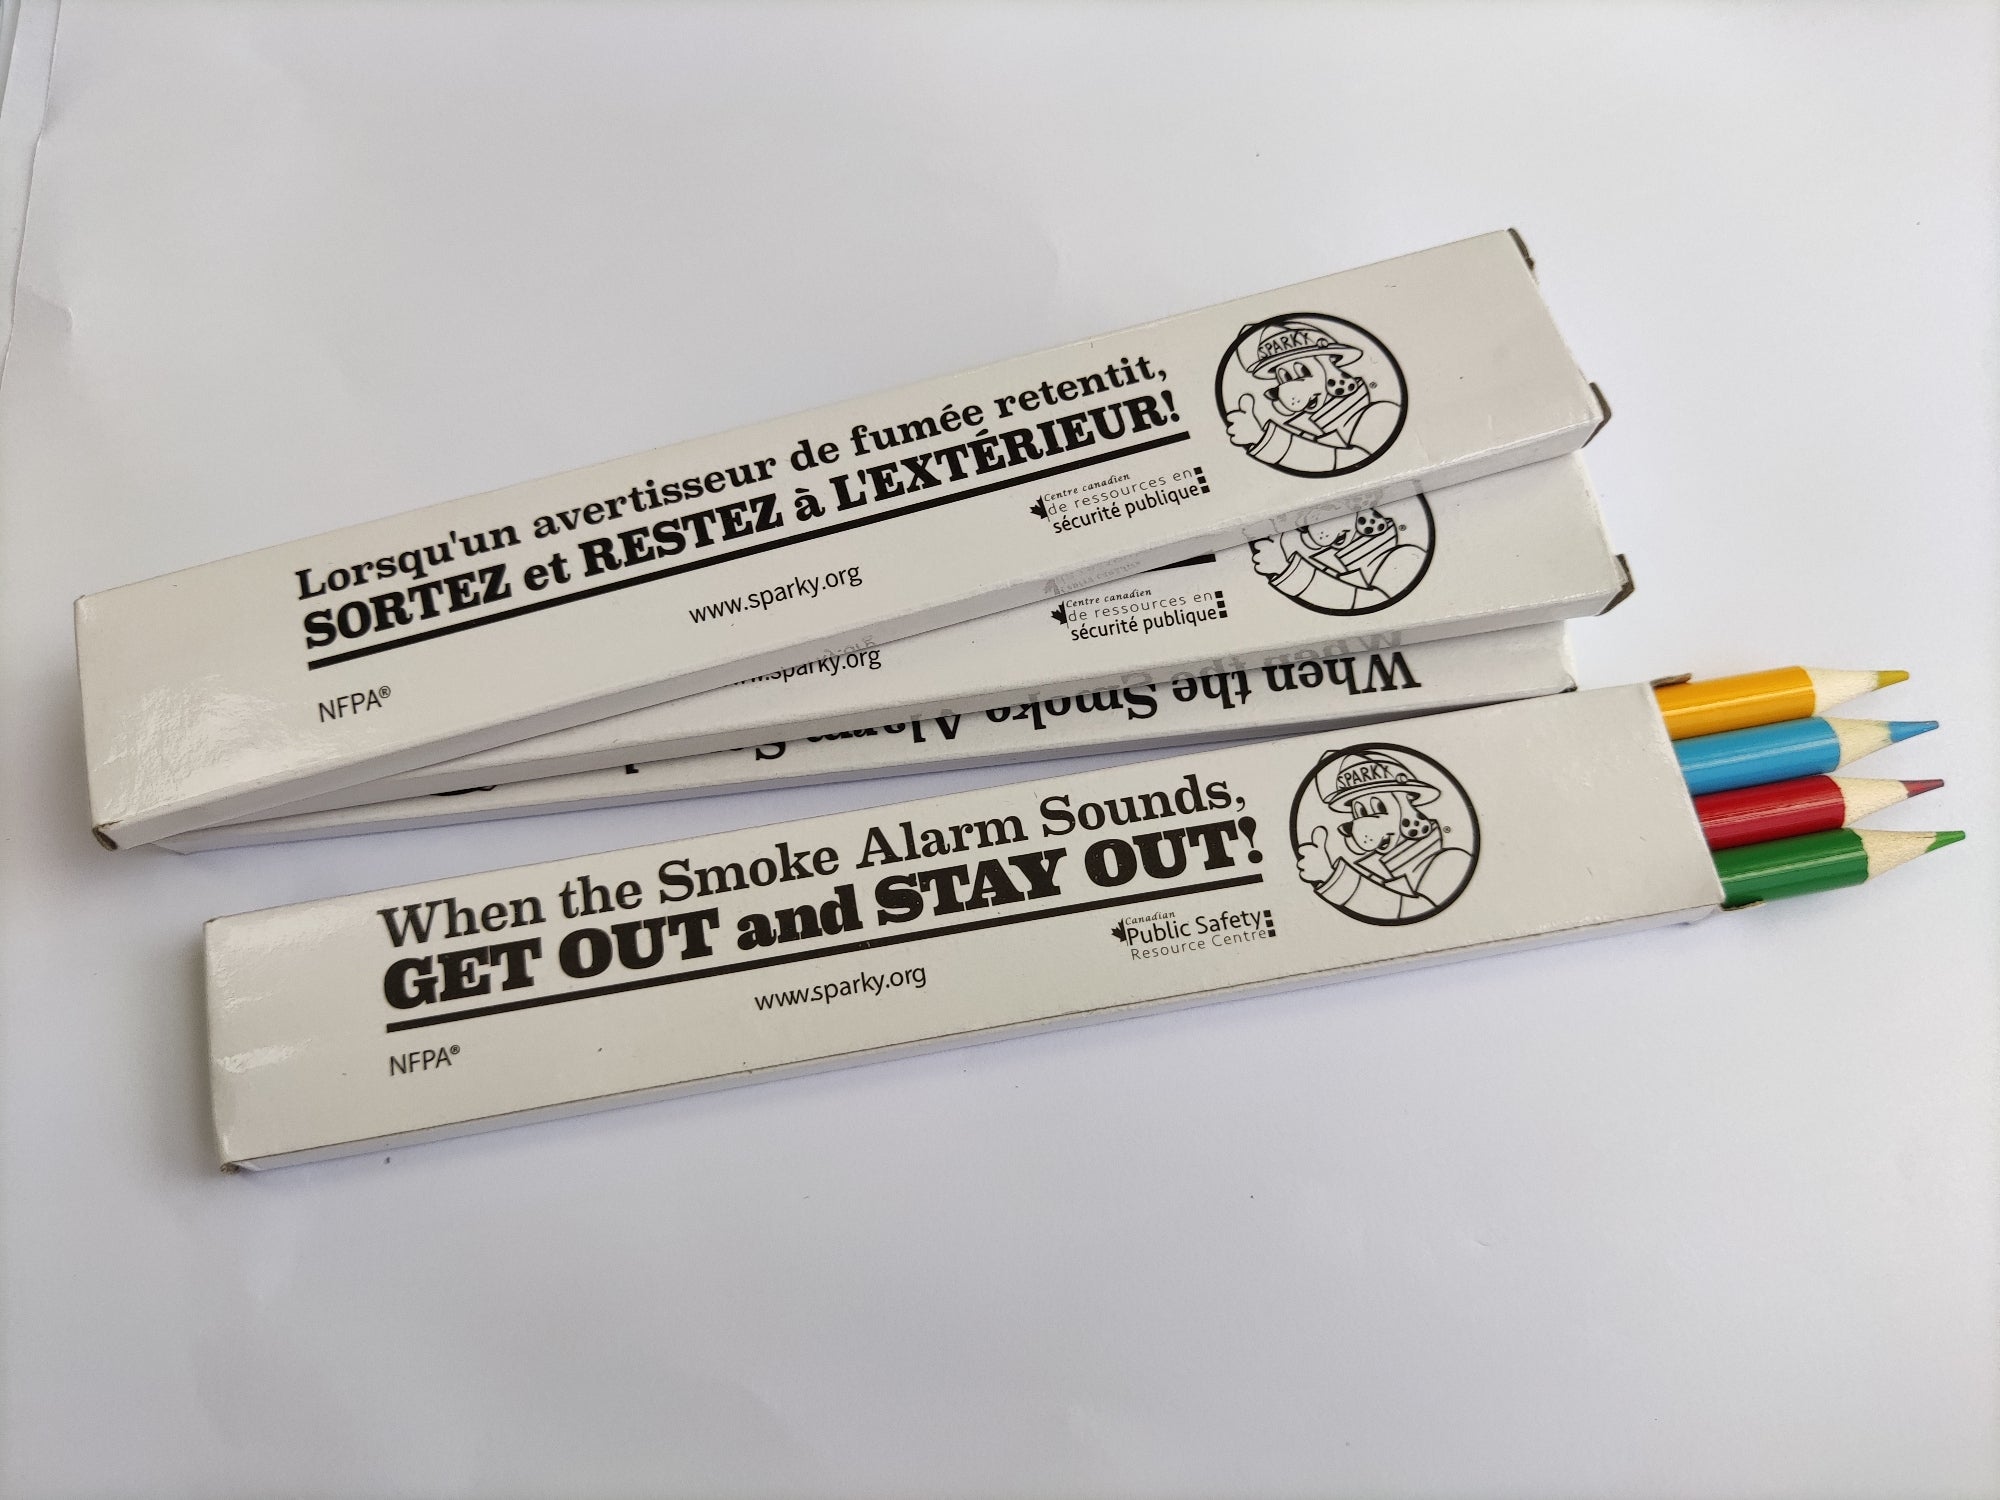 Lorsqu'un avertisseur de fumée retentit,
SORTEZ et RESTEZ à L'EXTÉRIEUR!
NFPA®
www.sparky.org
Centre canadien
de ressources en
sécurité publique
SPARKY
®
sparky.org
Centre canadien
de ressources en
sécurité publique
®
When the Smoke Alarm
When the Smoke Alarm Sounds,
GET OUT and STAY OUT!
NFPA®
www.sparky.org
Canadian
Public Safety
Resource Centre
SPARKY
®